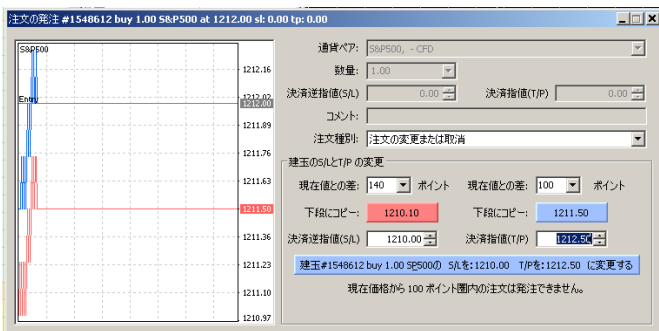 注文の発注 #1548612 buy 1.00 S&P500 at 1212.00 sl: 0.00 tp: 0.00
S&P500
Entry
1212.16
1212.02
1212.00
1211.89
1211.76
1211.63
1211.50
1211.36
1211.23
1211.10
1210.97
通貨ペア: S&P500, - CFD
数量: 1.00
決済逆指値(S/L) 0.00 決済指値(T/P) 0.00
コメント:
注文種別: 注文の変更または取消
建玉のS/LとT/P の変更
現在値との差: 140 ポイント 現在値との差: 100 ポイント
下段にコピー: 1210.10 下段にコピー: 1211.50
決済逆指値(S/L) 1210.00 決済指値(T/P) 1212.50
建玉#1548612 buy 1.00 SP500の S/Lを:1210.00 T/Pを:1212.50 に変更する
現在価格から 100 ポイント圏内の注文は発注できません。